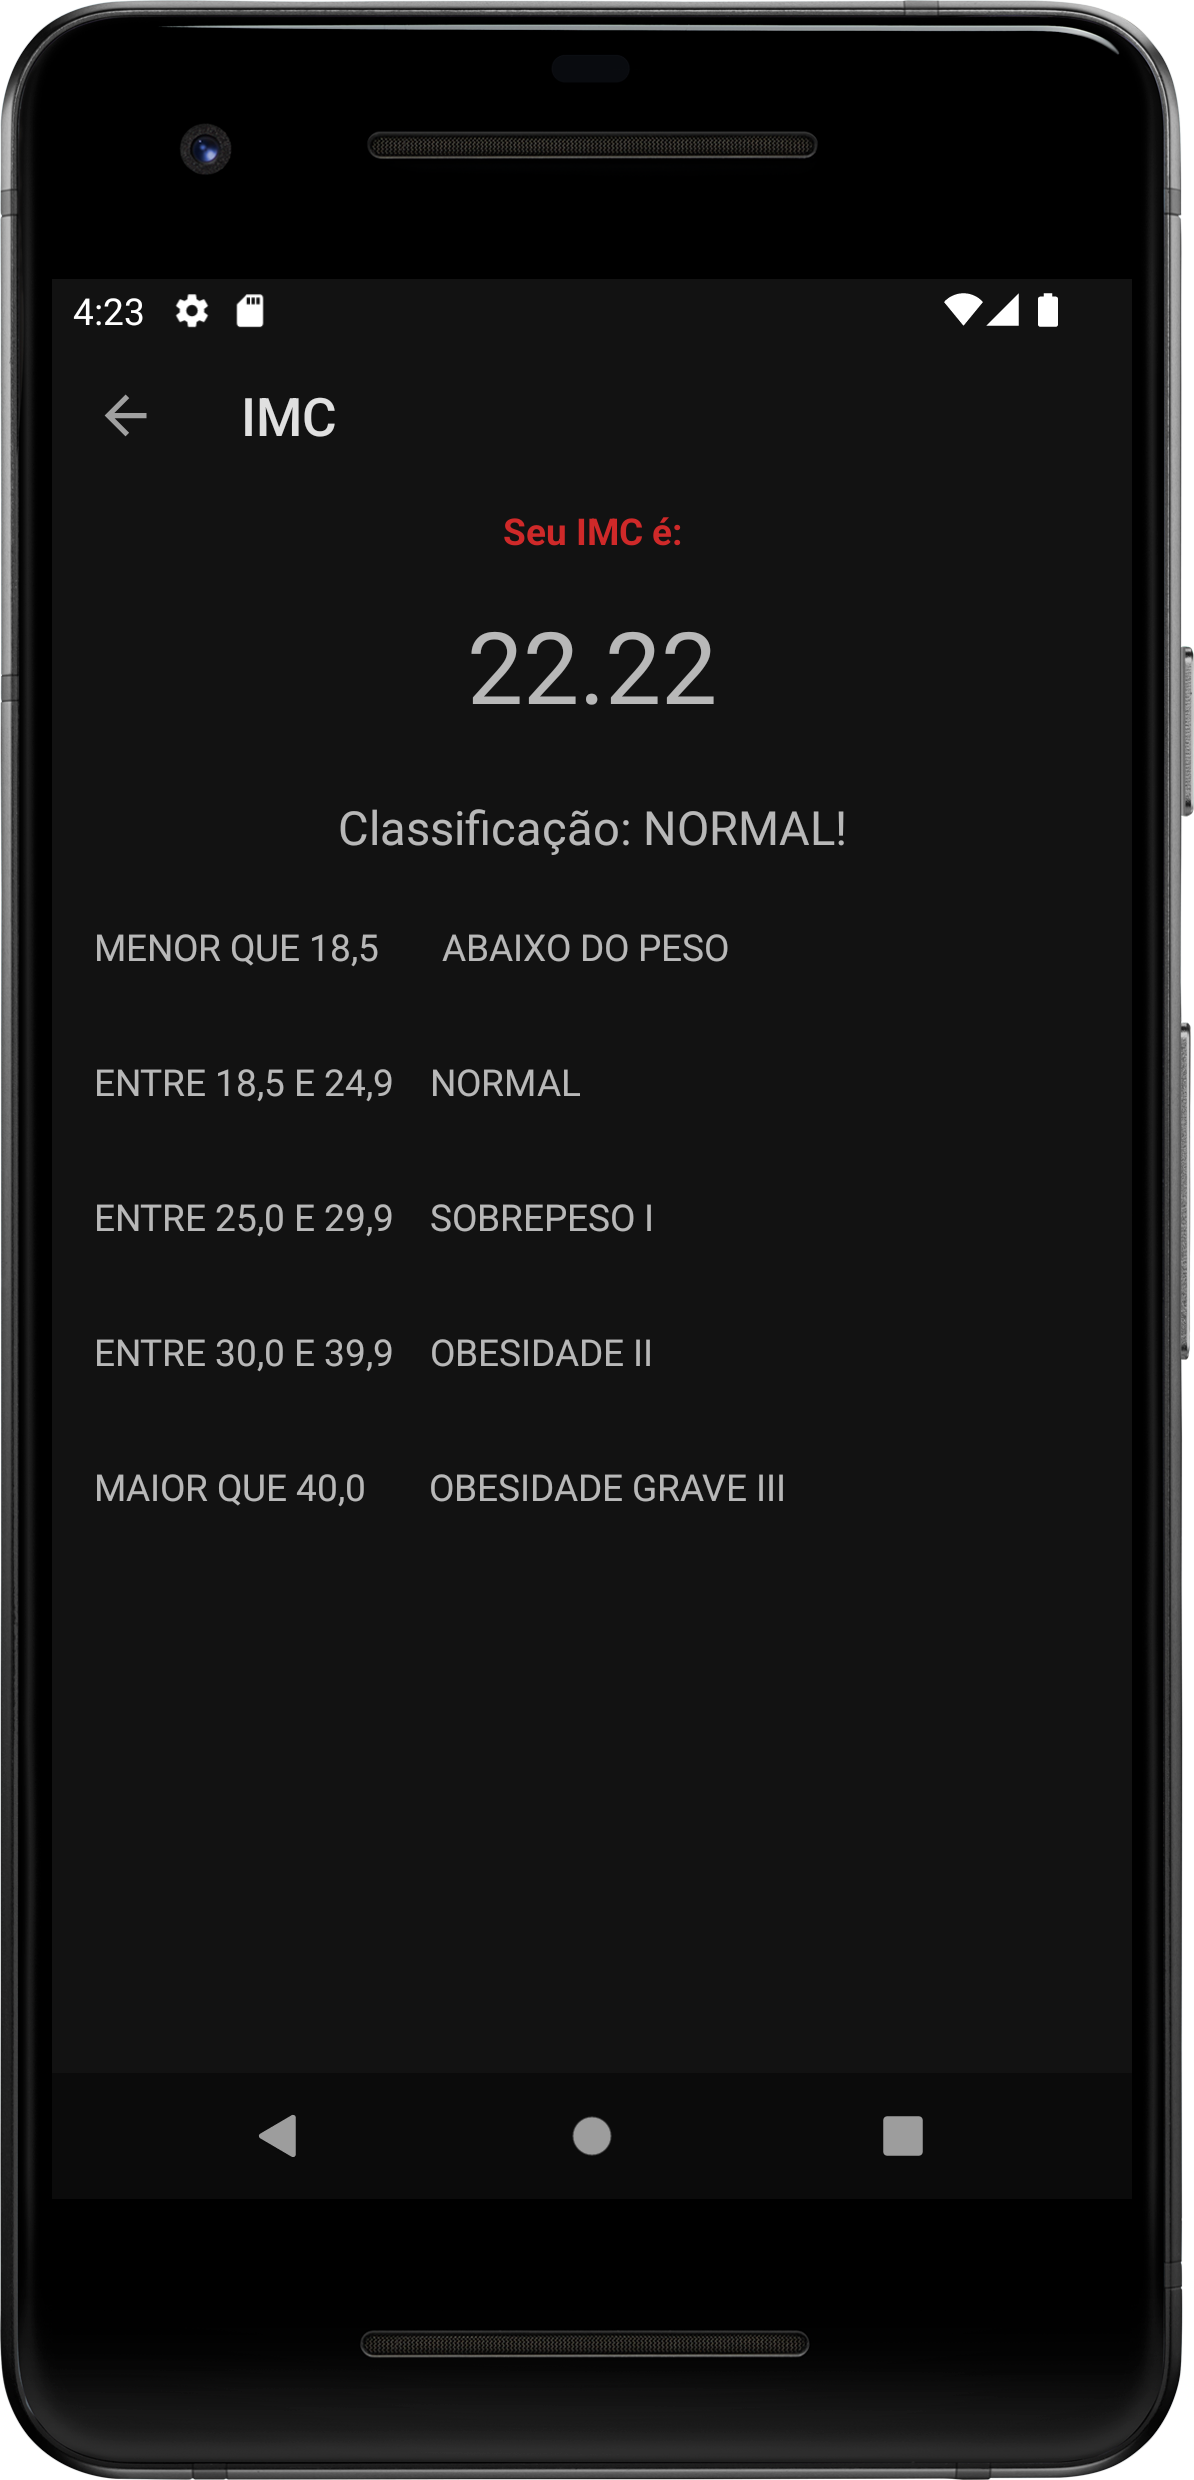 4:23
IMC
Seu IMC é:
22.22
Classificação: NORMAL!
MENOR QUE 18,5 ABAIXO DO PESO
ENTRE 18,5 E 24,9 NORMAL
ENTRE 25,0 E 29,9 SOBREPESO I
ENTRE 30,0 E 39,9 OBESIDADE II
MAIOR QUE 40,0 OBESIDADE GRAVE III